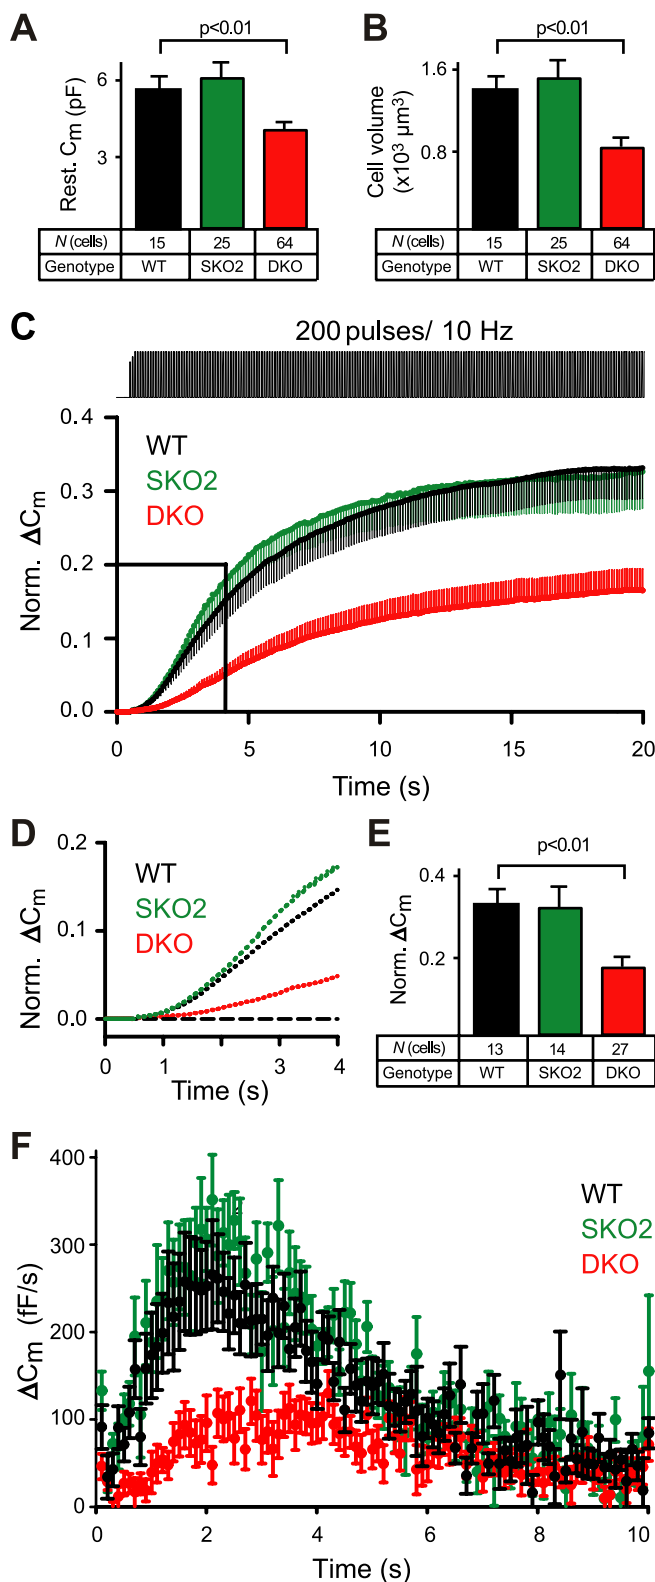 A
p<0.01
Rest. Cm (pF)
6
3
N (cells) 15 25 64
Genotype WT SKO2 DKO
B
p<0.01
Cell volume
(x10³ µm³)
1.6
0.8
N (cells) 15 25 64
Genotype WT SKO2 DKO
C
200 pulses/ 10 Hz
Norm. ΔCm
0.4
0.3
0.2
0.1
0.0
WT
SKO2
DKO
0 5 10 15 20
Time (s)
D
Norm. ΔCm
0.2
0.1
0.0
WT
SKO2
DKO
0 1 2 3 4
Time (s)
E
p<0.01
Norm. ΔCm
0.4
0.2
N (cells) 13 14 27
Genotype WT SKO2 DKO
F
ΔCm (fF/s)
400
300
200
100
0
WT
SKO2
DKO
0 2 4 6 8 10
Time (s)